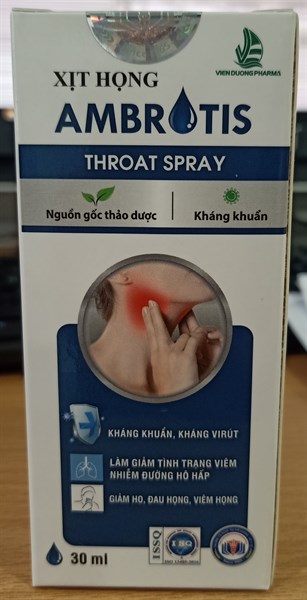 VIEN DUONG PHARMA
XỊT HỌNG
AMBROTIS
THROAT SPRAY
Nguồn gốc thảo dược
Kháng khuẩn
KHÁNG KHUẨN, KHÁNG VIRÚT
LÀM GIẢM TÌNH TRẠNG VIÊM
NHIỄM ĐƯỜNG HÔ HẤP
GIẢM HO, ĐAU HỌNG, VIÊM HỌNG
30 ml
ISSQ